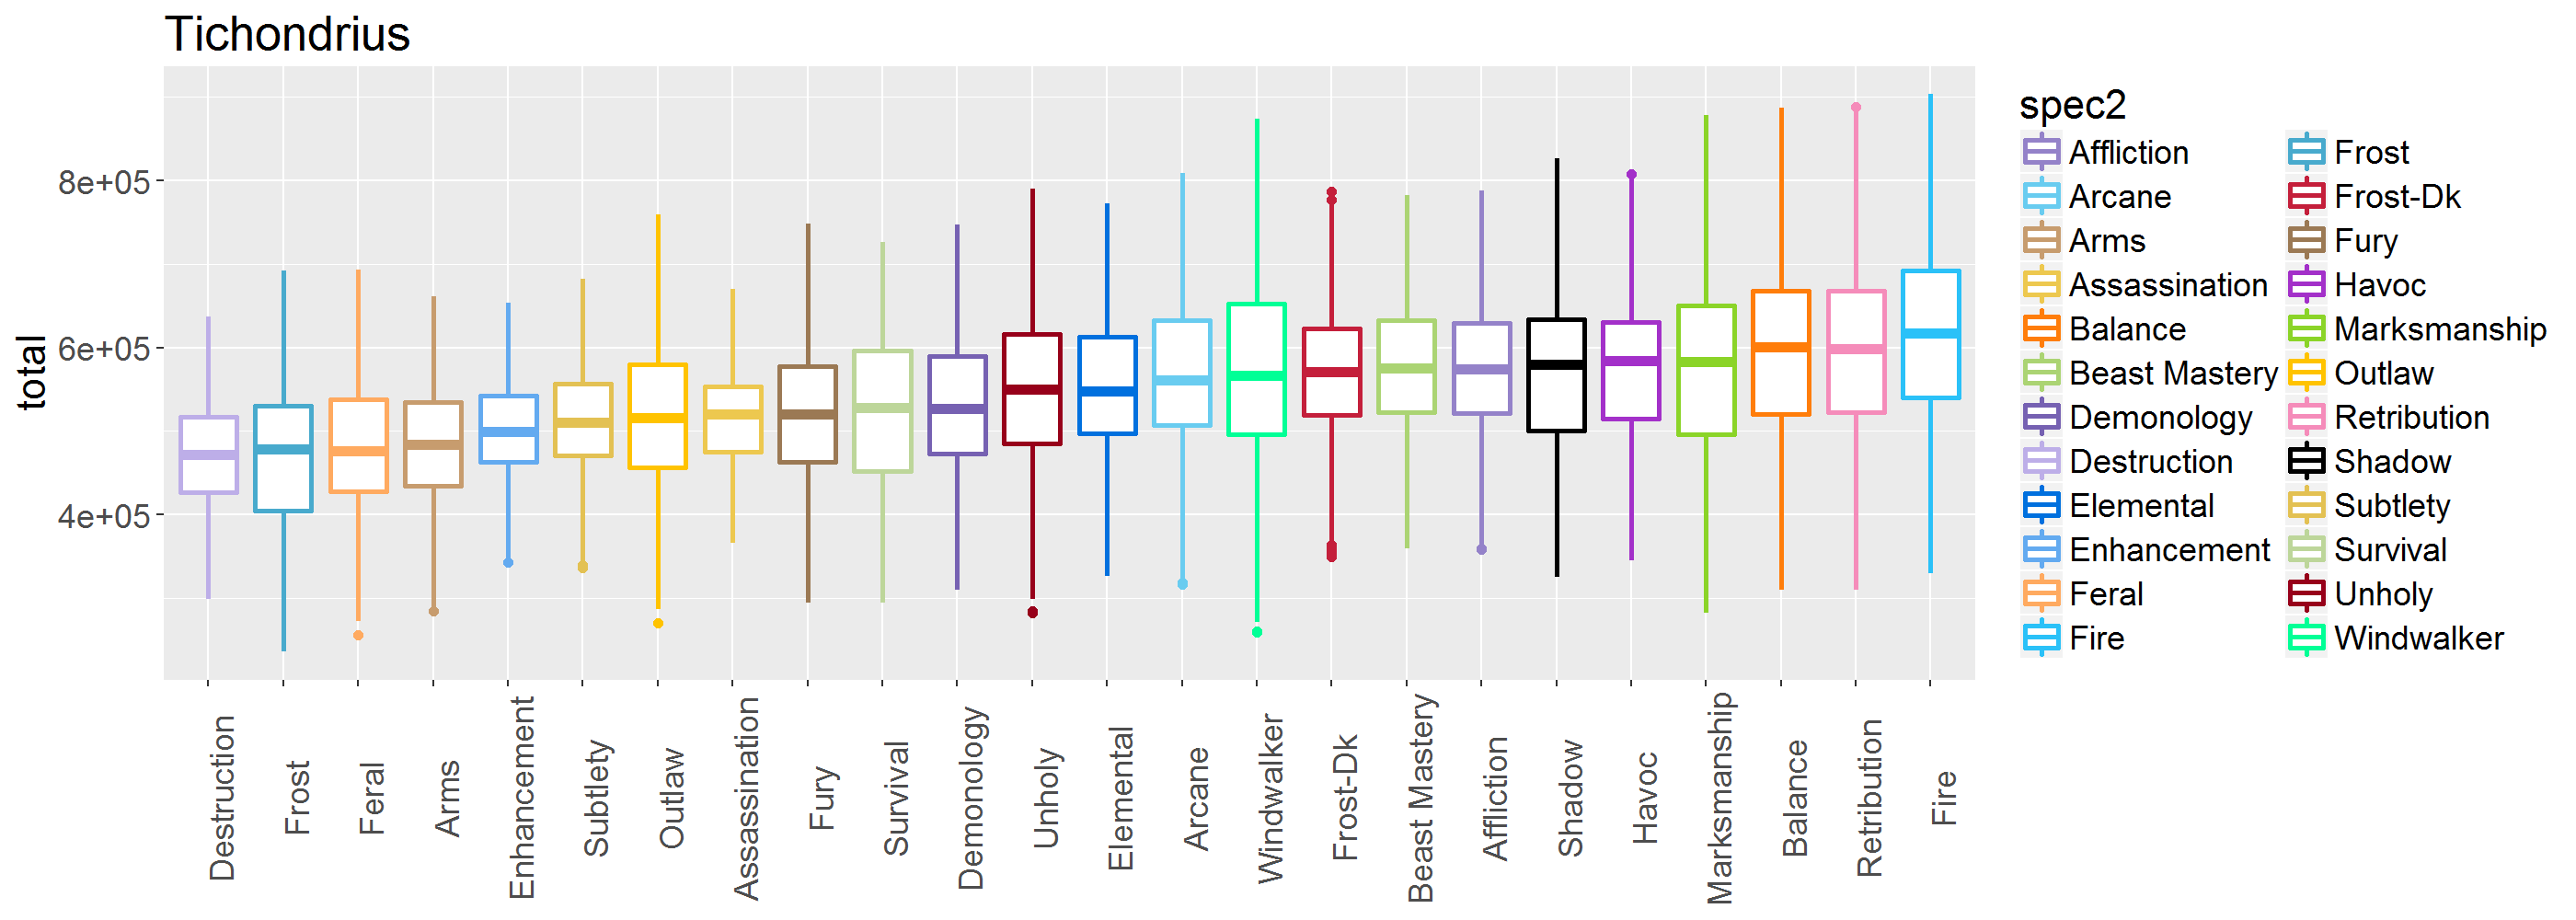 Tichondrius
total
8e+05
6e+05
4e+05
Destruction
Frost
Feral
Arms
Enhancement
Subtlety
Outlaw
Assassination
Fury
Survival
Demonology
Unholy
Elemental
Arcane
Windwalker
Frost-Dk
Beast Mastery
Affliction
Shadow
Havoc
Marksmanship
Balance
Retribution
Fire
spec2
Affliction
Arcane
Arms
Assassination
Balance
Beast Mastery
Demonology
Destruction
Elemental
Enhancement
Feral
Fire
Frost
Frost-Dk
Fury
Havoc
Marksmanship
Outlaw
Retribution
Shadow
Subtlety
Survival
Unholy
Windwalker